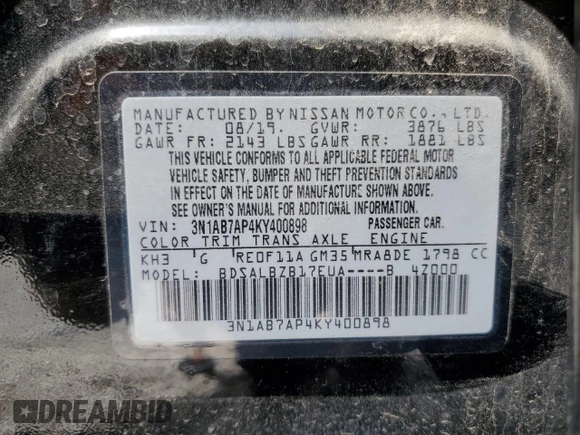 MANUFACTURED BY NISSAN MOTOR CO., LTD.
DATE: 08/19. GVWR: 3876 LBS
GAWR FR: 2143 LBS GAWR RR: 1881 LBS
THIS VEHICLE CONFORMS TO ALL APPLICABLE FEDERAL MOTOR
VEHICLE SAFETY, BUMPER AND THEFT PREVENTION STANDARDS
IN EFFECT ON THE DATE OF MANUFACTURE SHOWN ABOVE.
SEE OWNER'S MANUAL FOR ADDITIONAL INFORMATION.
VIN: 3N1AB7AP4KY400898 PASSENGER CAR.
COLOR TRIM TRANS AXLE ENGINE
KH3 G RE0F11A GM35 MRA8DE 1798 CC
MODEL: BDSALBZB17EUA----B 4Z000
3N1AB7AP4KY400898
DREAMBID